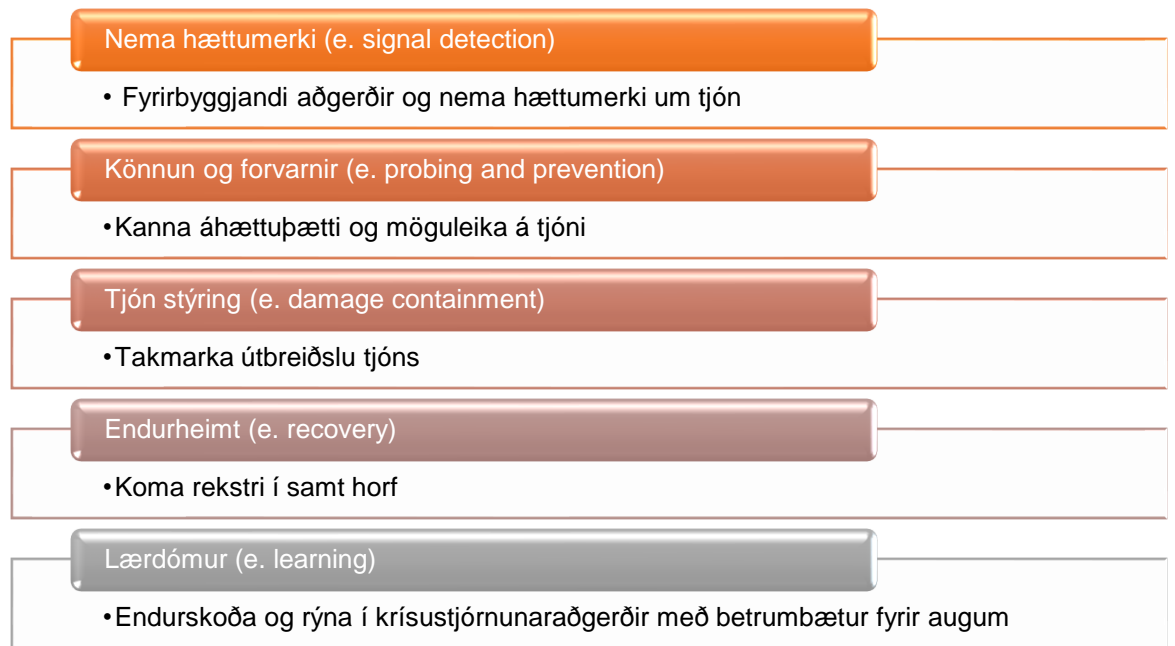 Nema hættumerki (e. signal detection)
• Fyrirbyggjandi aðgerðir og nema hættumerki um tjón
Könnun og forvarnir (e. probing and prevention)
•Kanna áhættuþætti og möguleika á tjóni
Tjón stýring (e. damage containment)
•Takmarka útbreiðslu tjóns
Endurheimt (e. recovery)
•Koma rekstri í samt horf
Lærdómur (e. learning)
•Endurskoða og rýna í krísustjórnunaraðgerðir með betrumbætur fyrir augum